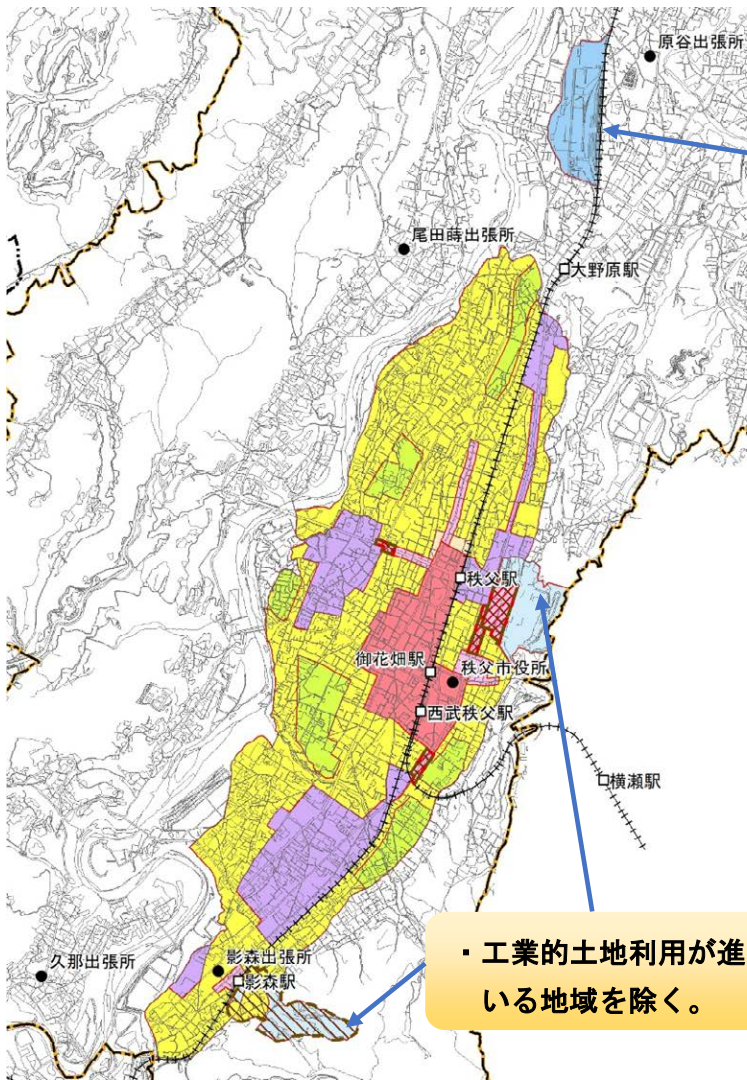 原谷出張所
尾田蒔出張所
大野原駅
秩父駅
御花畑駅
秩父市役所
西武秩父駅
横瀬駅
久那出張所
影森出張所
影森駅
・工業的土地利用が進
いる地域を除く。